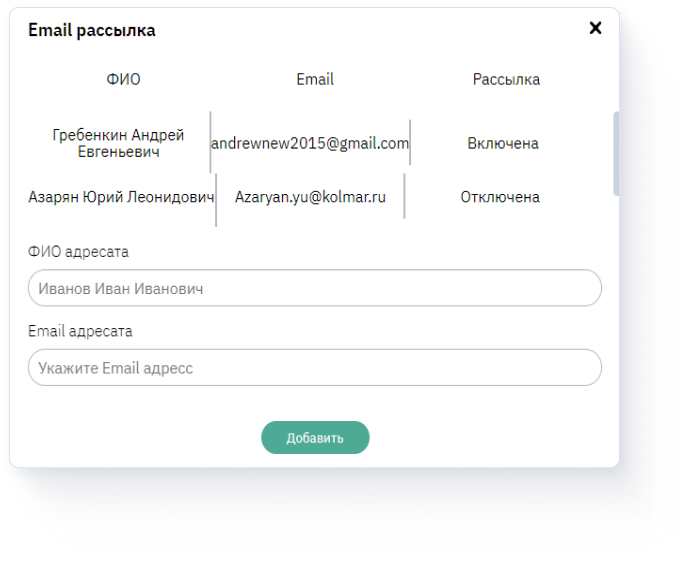 Email рассылка
ФИО Email Рассылка
Гребенкин Андрей
Евгеньевич
andrewnew2015@gmail.com
Включена
Азарян Юрий Леонидович Azaryan.yu@kolmar.ru Отключена
ФИО адресата
Иванов Иван Иванович
Email адресата
Укажите Email адресс
Добавить